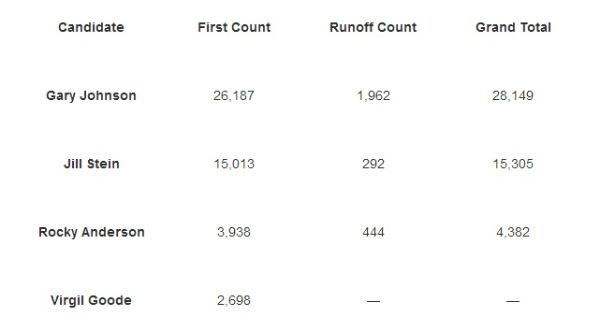 Candidate First Count Runoff Count Grand Total
Gary Johnson 26,187 1,962 28,149
Jill Stein 15,013 292 15,305
Rocky Anderson 3,938 444 4,382
Virgil Goode 2,698 — —